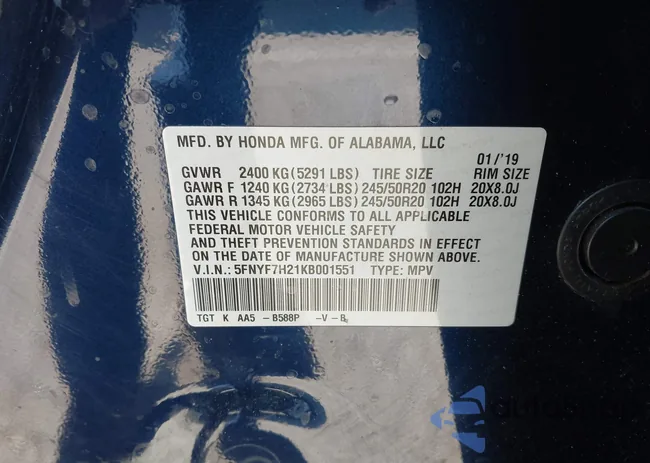 MFD. BY HONDA MFG. OF ALABAMA, LLC
01/'19
GVWR 2400 KG (5291 LBS) TIRE SIZE RIM SIZE
GAWR F 1240 KG (2734 LBS) 245/50R20 102H 20X8.0J
GAWR R 1345 KG (2965 LBS) 245/50R20 102H 20X8.0J
THIS VEHICLE CONFORMS TO ALL APPLICABLE
FEDERAL MOTOR VEHICLE SAFETY
AND THEFT PREVENTION STANDARDS IN EFFECT
ON THE DATE OF MANUFACTURE SHOWN ABOVE.
V.I.N.: 5FNYF7H21KB001551 TYPE: MPV
TGT K AA5 -B588P -V-B